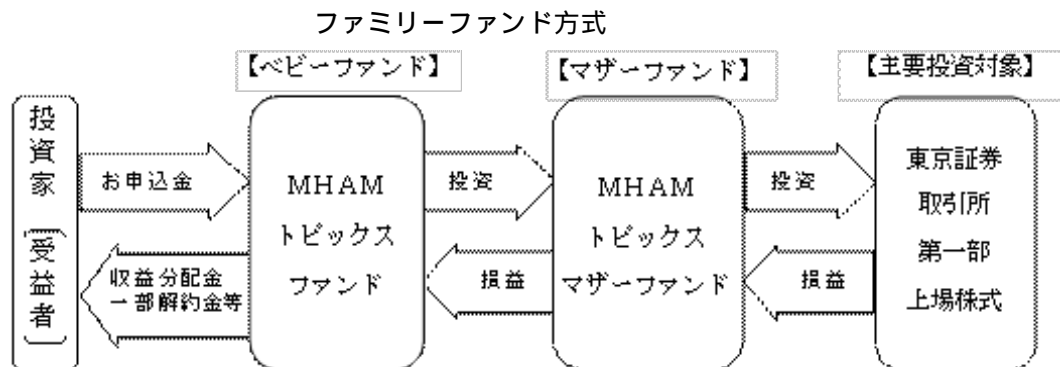 ファミリーファンド方式
【ベビーファンド】
【マザーファンド】
【主要投資対象】
投資家(受益者)
お申込金
収益分配金
一部解約金等
MHAM
トピックス
ファンド
投資
損益
MHAM
トピックス
マザーファンド
投資
損益
東京証券
取引所
第一部
上場株式